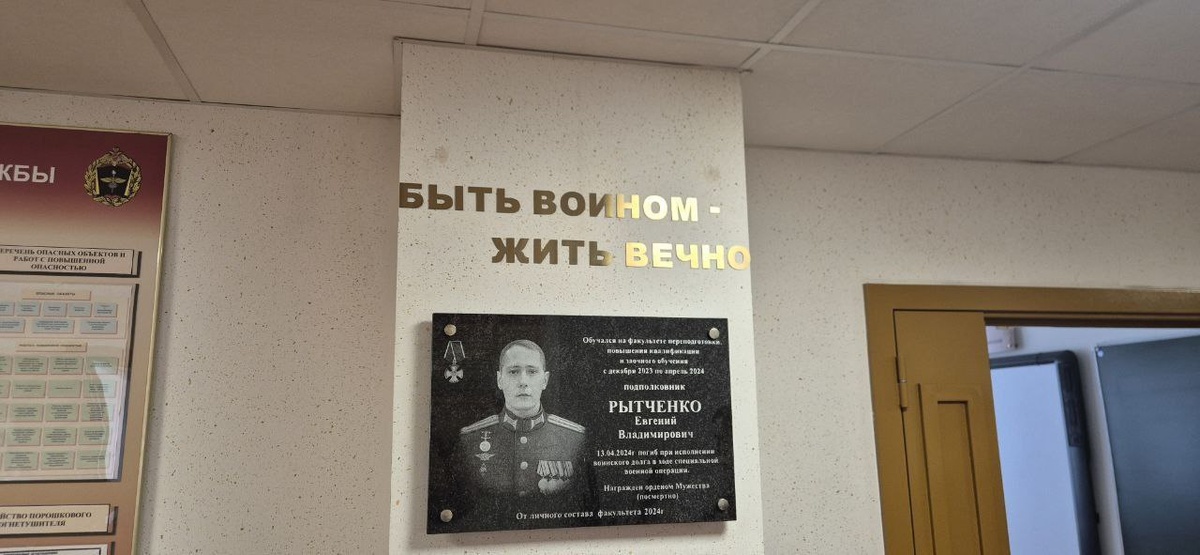 ЖБЫ
ПЕРЕЧЕНЬ ОПАСНЫХ ОБЪЕКТОВ И
РАБОТ С ПОВЫШЕННОЙ
ОПАСНОСТЬЮ
ПОРОШКОВОГО
БЫТЬ ВОИНОМ -
ЖИТЬ ВЕЧНО
Обучался на факультете переподготовки,
повышения квалификации
и заочного обучения
с декабря 2023 по апрель 2024
подполковник
РЫТЧЕНКО
Евгений
Владимирович
13.04.2024г погиб при исполнении
воинского долга в ходе специальной
военной операции.
Награжден орденом Мужества
(посмертно)
От личного состава факультета 2024г